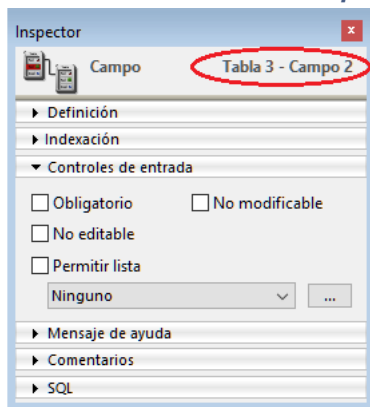 Inspector
Campo Tabla 3 - Campo 2
Definición
Indexación
Controles de entrada
Obligatorio No modificable
No editable
Permitir lista
Ninguno ...
Mensaje de ayuda
Comentarios
SQL